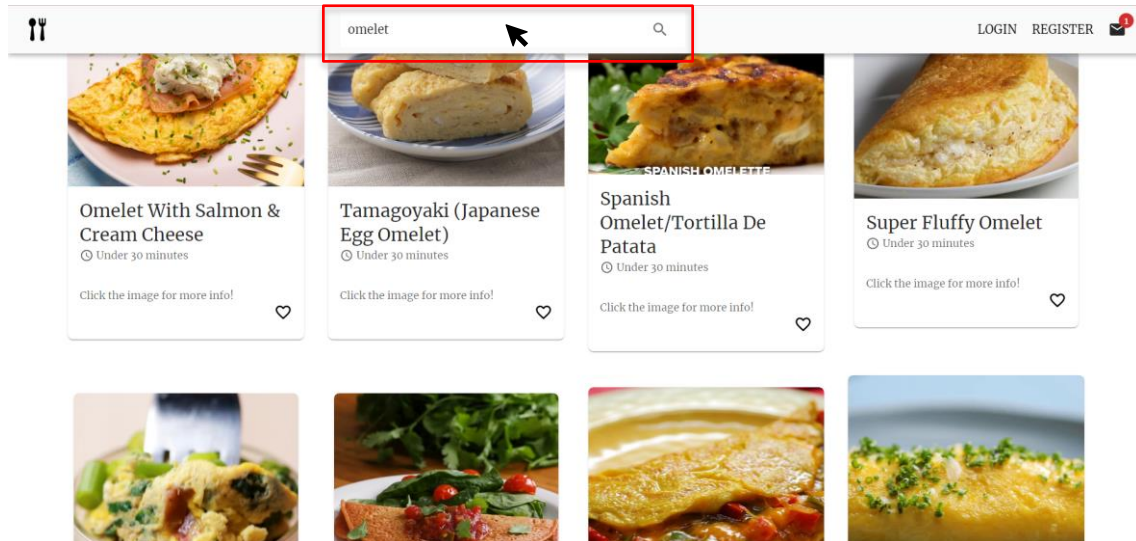 omelet
LOGIN REGISTER 1
SPANISH OMELETTE
Omelet With Salmon &
Cream Cheese
Under 30 minutes
Click the image for more info!
Tamagoyaki (Japanese
Egg Omelet)
Under 30 minutes
Click the image for more info!
Spanish
Omelet/Tortilla De
Patata
Under 30 minutes
Click the image for more info!
Super Fluffy Omelet
Under 30 minutes
Click the image for more info!